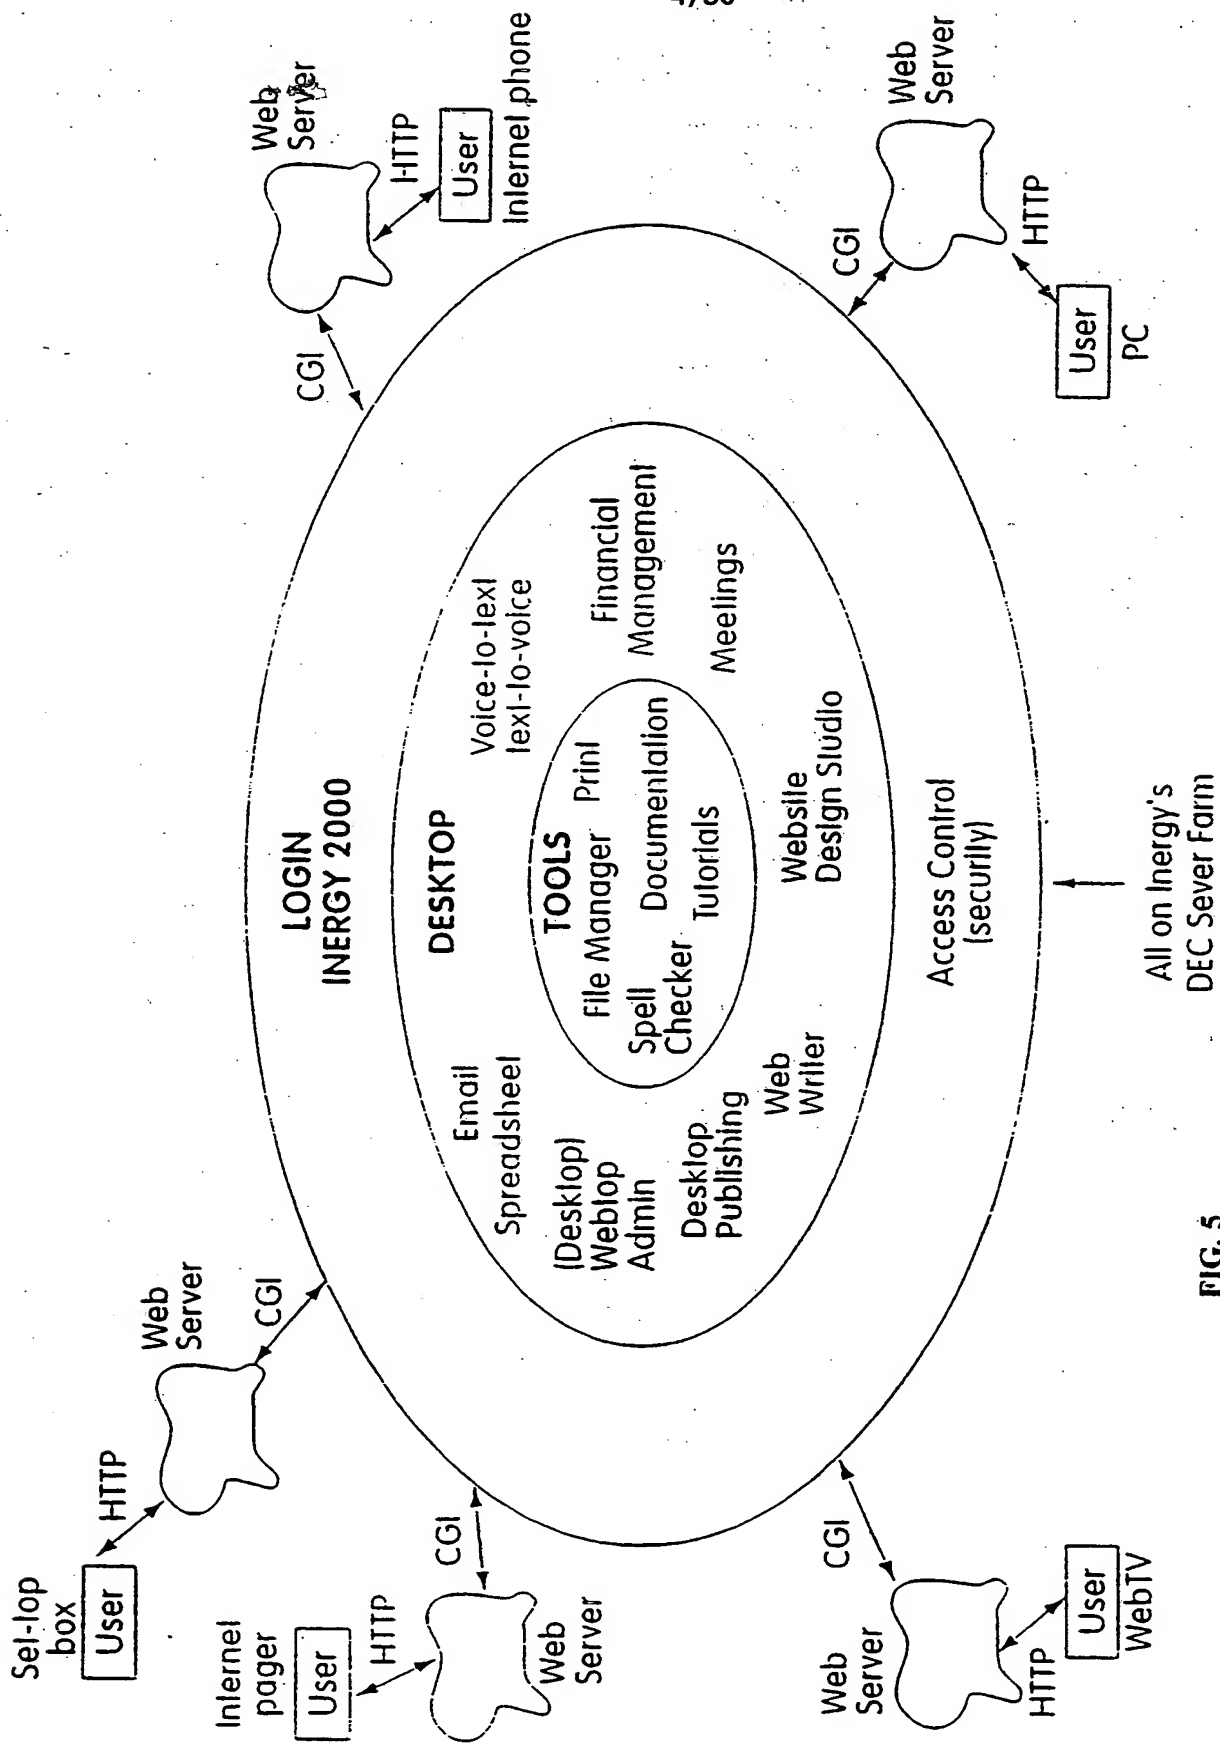 Set-top
box
User
HTTP
Web
Server
CGI
Internet
pager
User
HTTP
CGI
Web
Server
Web
Server
HTTP
CGI
User
Internet phone
LOGIN
INERGY 2000
DESKTOP
Email
Spreadsheet
(Desktop)
Webtop
Admin
Desktop
Publishing
Web
Writer
Voice-to-text
text-to-voice
Financial
Management
Meetings
Website
Design Studio
TOOLS
File Manager
Print
Spell
Checker
Documentation
Tutorials
Access Control
(security)
Web
Server
CGI
HTTP
User
WebTV
CGI
Web
Server
HTTP
User
PC
All on Inergy's
DEC Sever Farm
FIG. 5